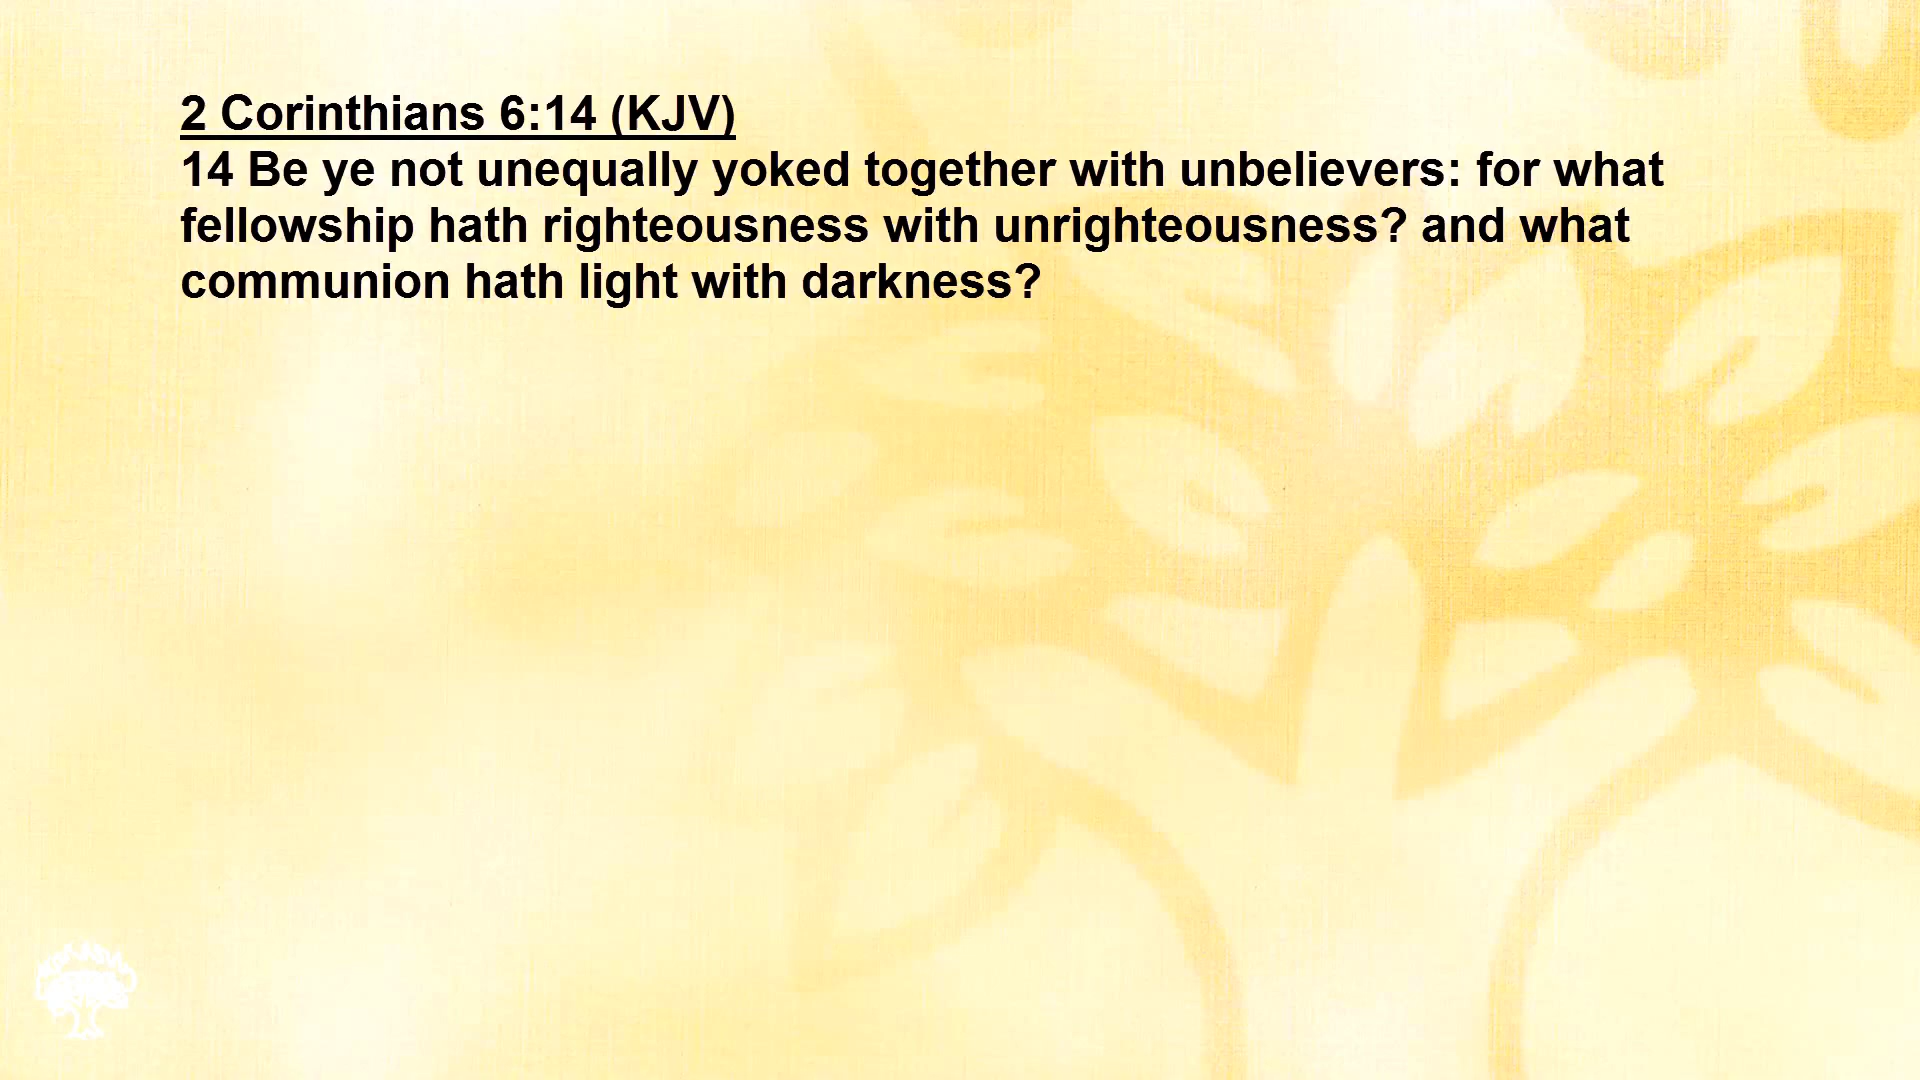 2 Corinthians 6:14 (KJV)
14 Be ye not unequally yoked together with unbelievers: for what
fellowship hath righteousness with unrighteousness? and what
communion hath light with darkness?